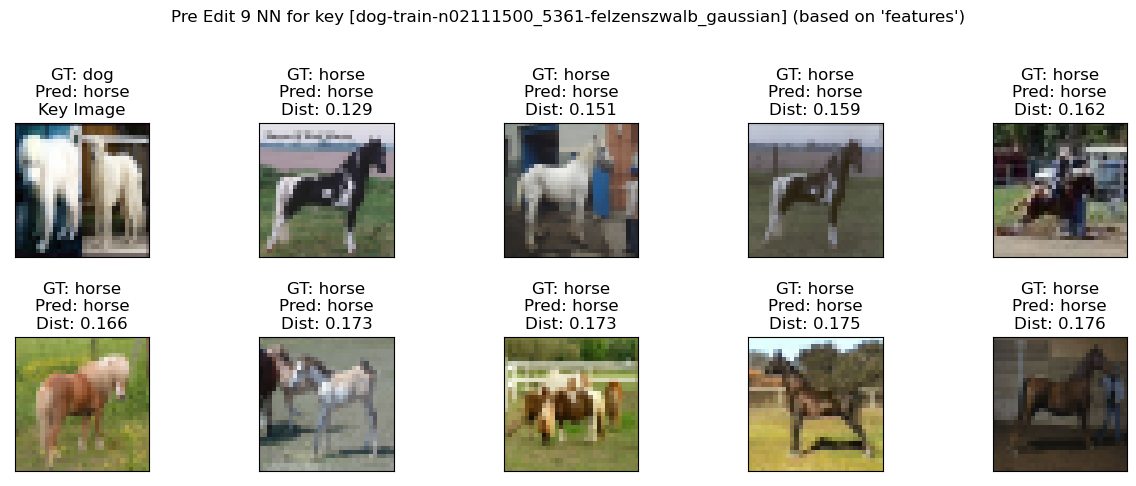 Pre Edit 9 NN for key [dog-train-n02111500_5361-felzenszwalb_gaussian] (based on 'features')
GT: dog
Pred: horse
Key Image
GT: horse
Pred: horse
Dist: 0.129
GT: horse
Pred: horse
Dist: 0.151
GT: horse
Pred: horse
Dist: 0.159
GT: horse
Pred: horse
Dist: 0.162
GT: horse
Pred: horse
Dist: 0.166
GT: horse
Pred: horse
Dist: 0.173
GT: horse
Pred: horse
Dist: 0.173
GT: horse
Pred: horse
Dist: 0.175
GT: horse
Pred: horse
Dist: 0.176